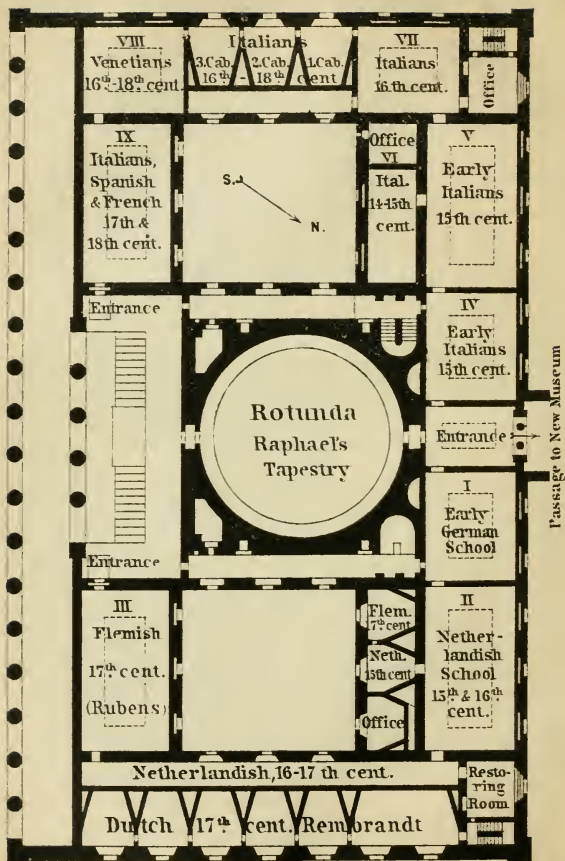 VIII
Venetians
16th-18th cent.
Italians
3.Cab. 2.Cab. 1.Cab.
16th - 18th cent
VII
Italians
16th cent.
Office
IX
Italians,
Spanish
& French
17th &
18th cent.
S.
N.
Office
VI
Ital.
14-15th
cent.
V
Early
Italians
15th cent.
Entrance
IV
Early
Italians
15th cent.
Rotunda
Raphael's
Tapestry
Entrance
Passage to New Museum
I
Early
German
School
Entrance
III
Flemish
17th cent.
(Rubens)
Flem.
17th cent
Neth.
15th cent
Office
II
Nether-
landish
School
15th & 16th
cent.
Netherlandish, 16-17 th cent.
Resto-
ring
Room
Dutch 17th cent. Rembrandt